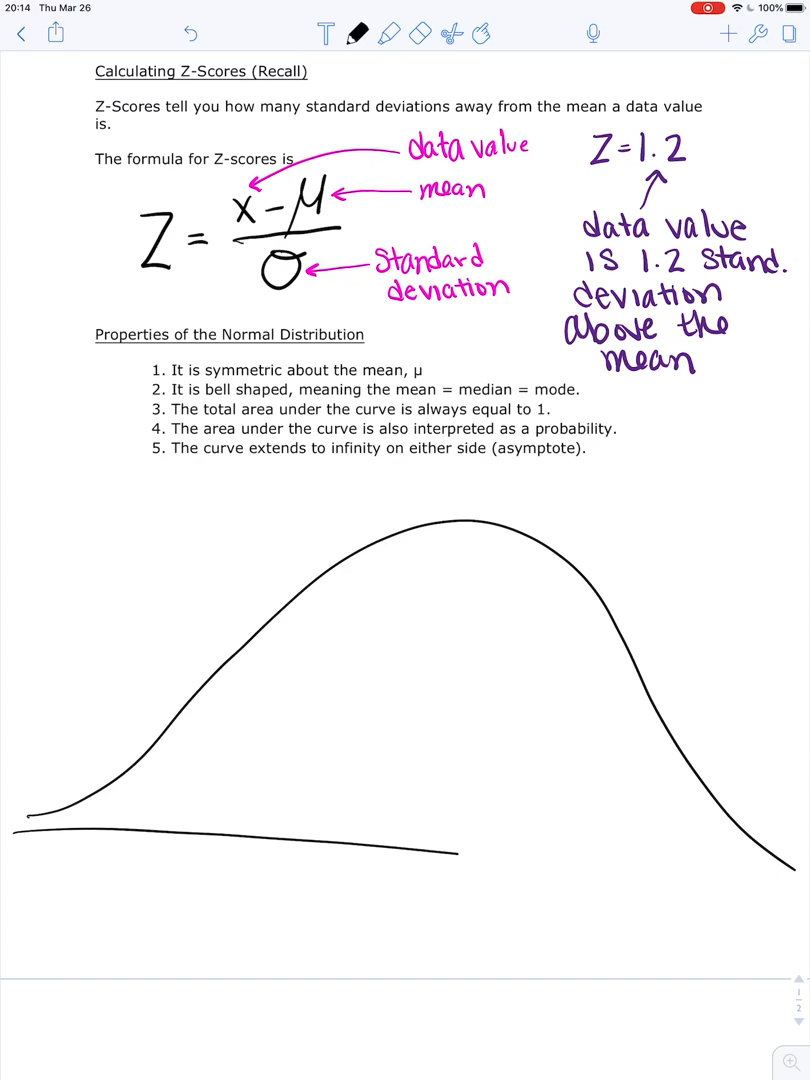 20:14 Thu Mar 26
100%
T
Calculating Z-Scores (Recall)
Z-Scores tell you how many standard deviations away from the mean a data value
is.
The formula for Z-scores is
Z = x - μ / σ
data value
mean
Standard
deviation
Z = 1.2
data value
is 1.2 stand.
deviation
above the
mean
Properties of the Normal Distribution
1. It is symmetric about the mean, μ
2. It is bell shaped, meaning the mean = median = mode.
3. The total area under the curve is always equal to 1.
4. The area under the curve is also interpreted as a probability.
5. The curve extends to infinity on either side (asymptote).
1
2